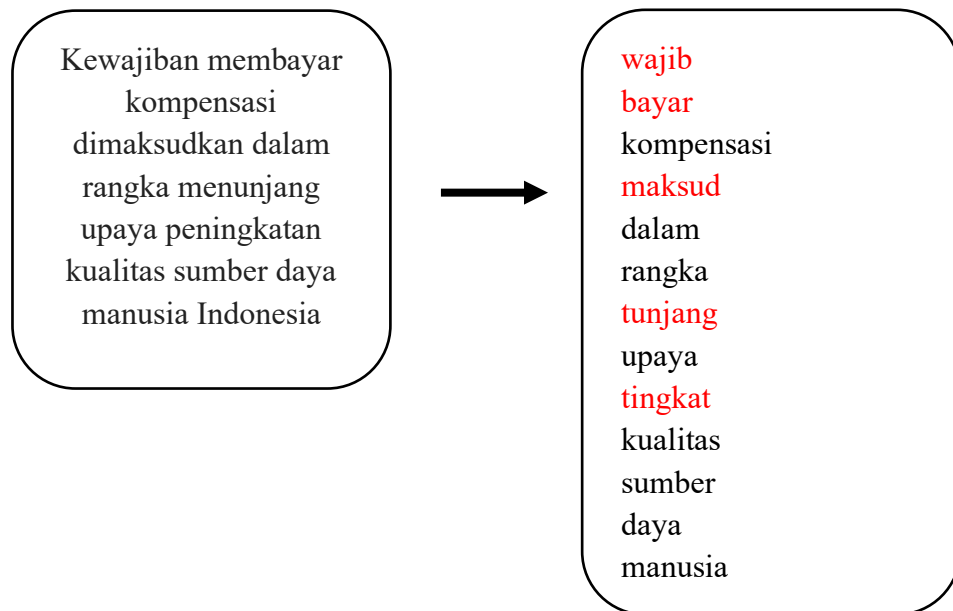 Kewajiban membayar
kompensasi
dimaksudkan dalam
rangka menunjang
upaya peningkatan
kualitas sumber daya
manusia Indonesia
wajib
bayar
kompensasi
maksud
dalam
rangka
tunjang
upaya
tingkat
kualitas
sumber
daya
manusia